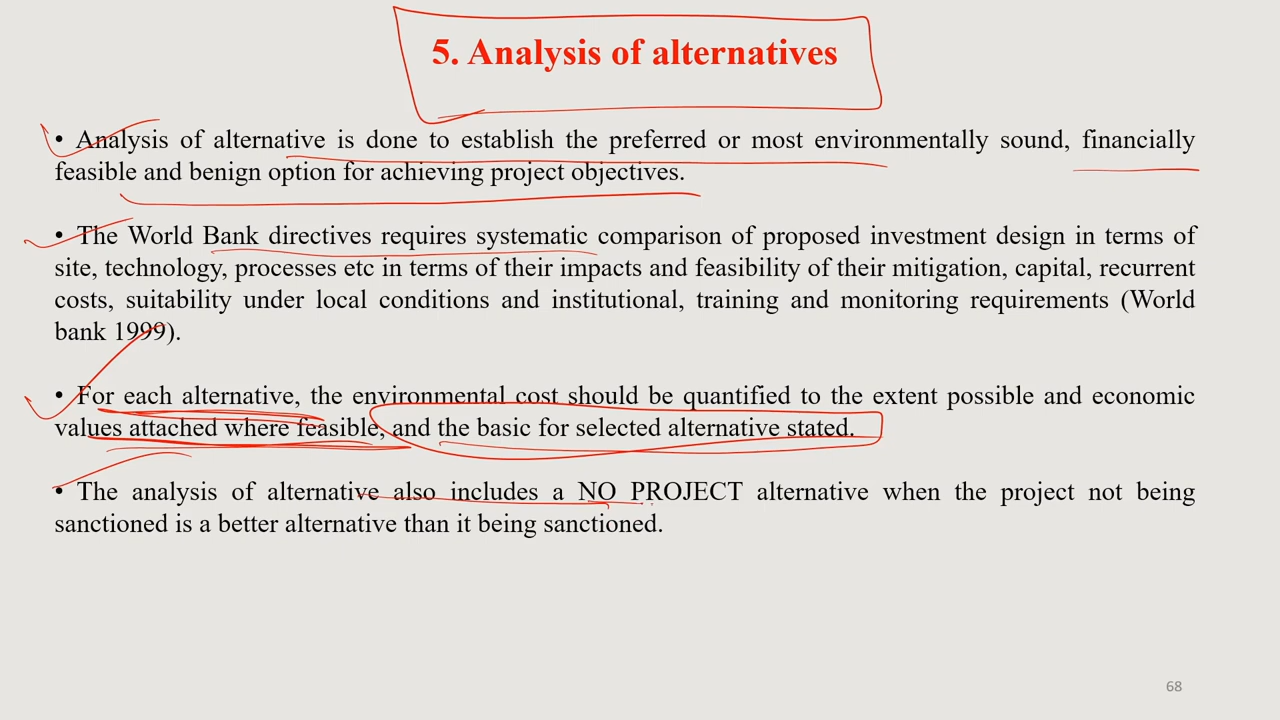 5. Analysis of alternatives
• Analysis of alternative is done to establish the preferred or most environmentally sound, financially
feasible and benign option for achieving project objectives.
• The World Bank directives requires systematic comparison of proposed investment design in terms of
site, technology, processes etc in terms of their impacts and feasibility of their mitigation, capital, recurrent
costs, suitability under local conditions and institutional, training and monitoring requirements (World
bank 1999).
• For each alternative, the environmental cost should be quantified to the extent possible and economic
values attached where feasible, and the basic for selected alternative stated.
• The analysis of alternative also includes a NO PROJECT alternative when the project not being
sanctioned is a better alternative than it being sanctioned.
68